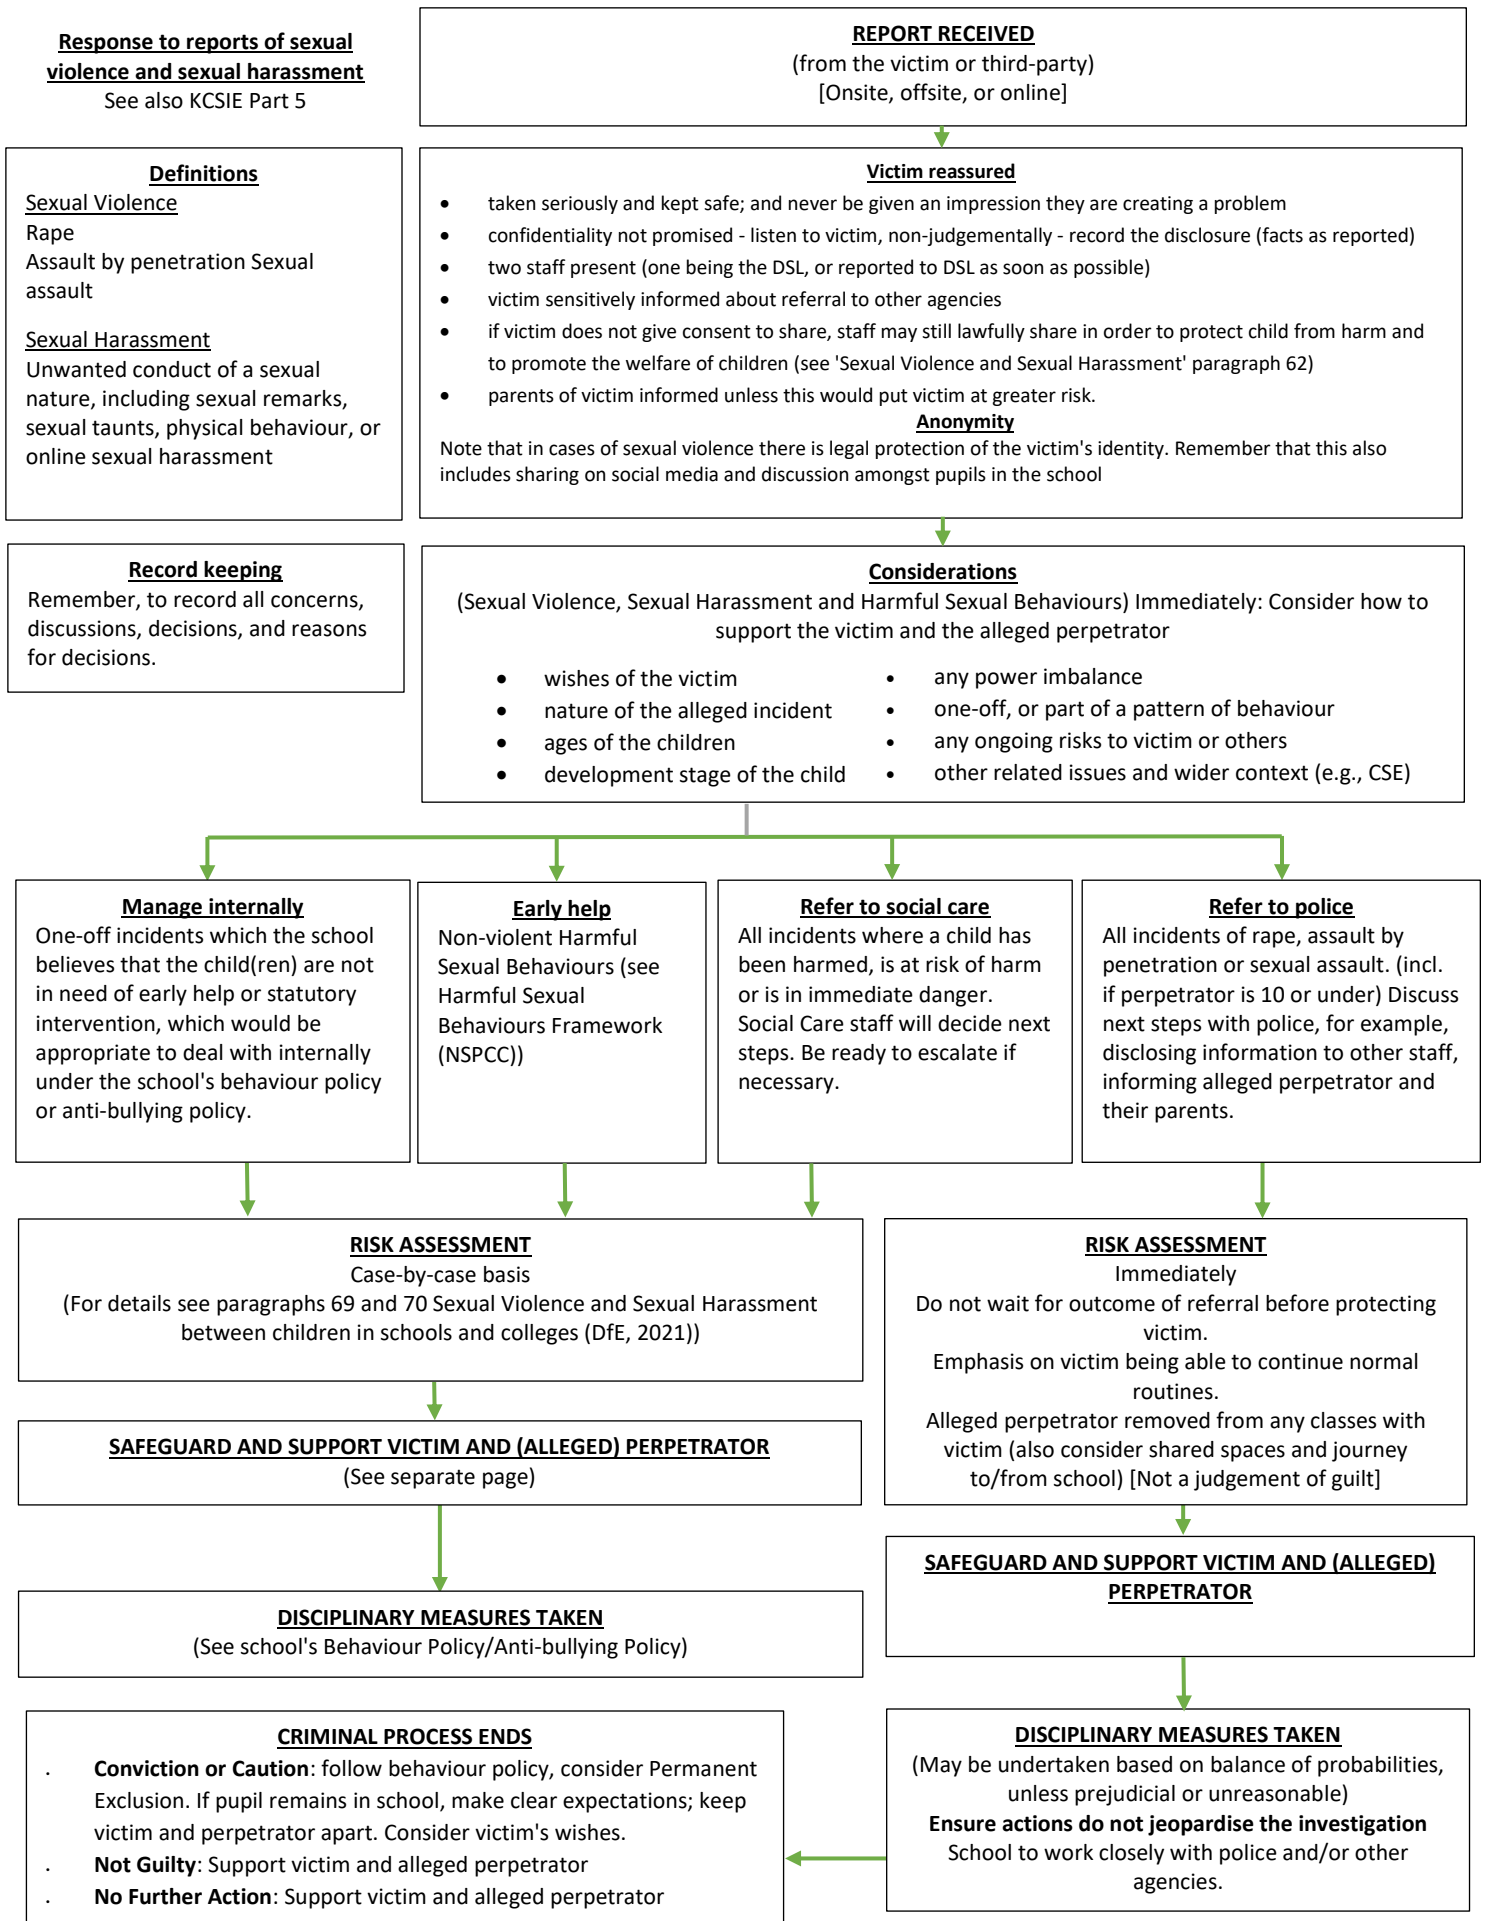 Response to reports of sexual
violence and sexual harassment
See also KCSIE Part 5
REPORT RECEIVED
(from the victim or third-party)
[Onsite, offsite, or online]
Definitions
Sexual Violence
Rape
Assault by penetration Sexual
assault
Sexual Harassment
Unwanted conduct of a sexual
nature, including sexual remarks,
sexual taunts, physical behaviour, or
online sexual harassment
Victim reassured
• taken seriously and kept safe; and never be given an impression they are creating a problem
• confidentiality not promised - listen to victim, non-judgementally - record the disclosure (facts as reported)
• two staff present (one being the DSL, or reported to DSL as soon as possible)
• victim sensitively informed about referral to other agencies
• if victim does not give consent to share, staff may still lawfully share in order to protect child from harm and
to promote the welfare of children (see 'Sexual Violence and Sexual Harassment' paragraph 62)
• parents of victim informed unless this would put victim at greater risk.
Anonymity
Note that in cases of sexual violence there is legal protection of the victim's identity. Remember that this also
includes sharing on social media and discussion amongst pupils in the school
Record keeping
Remember, to record all concerns,
discussions, decisions, and reasons
for decisions.
Considerations
(Sexual Violence, Sexual Harassment and Harmful Sexual Behaviours) Immediately: Consider how to
support the victim and the alleged perpetrator
• wishes of the victim
• nature of the alleged incident
• ages of the children
• development stage of the child
• any power imbalance
• one-off, or part of a pattern of behaviour
• any ongoing risks to victim or others
• other related issues and wider context (e.g., CSE)
Manage internally
One-off incidents which the school
believes that the child(ren) are not
in need of early help or statutory
intervention, which would be
appropriate to deal with internally
under the school's behaviour policy
or anti-bullying policy.
Early help
Non-violent Harmful
Sexual Behaviours (see
Harmful Sexual
Behaviours Framework
(NSPCC))
Refer to social care
All incidents where a child has
been harmed, is at risk of harm
or is in immediate danger.
Social Care staff will decide next
steps. Be ready to escalate if
necessary.
Refer to police
All incidents of rape, assault by
penetration or sexual assault. (incl.
if perpetrator is 10 or under) Discuss
next steps with police, for example,
disclosing information to other staff,
informing alleged perpetrator and
their parents.
RISK ASSESSMENT
Case-by-case basis
(For details see paragraphs 69 and 70 Sexual Violence and Sexual Harassment
between children in schools and colleges (DfE, 2021))
RISK ASSESSMENT
Immediately
Do not wait for outcome of referral before protecting
victim.
Emphasis on victim being able to continue normal
routines.
Alleged perpetrator removed from any classes with
victim (also consider shared spaces and journey
to/from school) [Not a judgement of guilt]
SAFEGUARD AND SUPPORT VICTIM AND (ALLEGED) PERPETRATOR
(See separate page)
SAFEGUARD AND SUPPORT VICTIM AND (ALLEGED)
PERPETRATOR
DISCIPLINARY MEASURES TAKEN
(See school's Behaviour Policy/Anti-bullying Policy)
DISCIPLINARY MEASURES TAKEN
(May be undertaken based on balance of probabilities,
unless prejudicial or unreasonable)
Ensure actions do not jeopardise the investigation
School to work closely with police and/or other
agencies.
CRIMINAL PROCESS ENDS
. Conviction or Caution: follow behaviour policy, consider Permanent
Exclusion. If pupil remains in school, make clear expectations; keep
victim and perpetrator apart. Consider victim's wishes.
. Not Guilty: Support victim and alleged perpetrator
. No Further Action: Support victim and alleged perpetrator